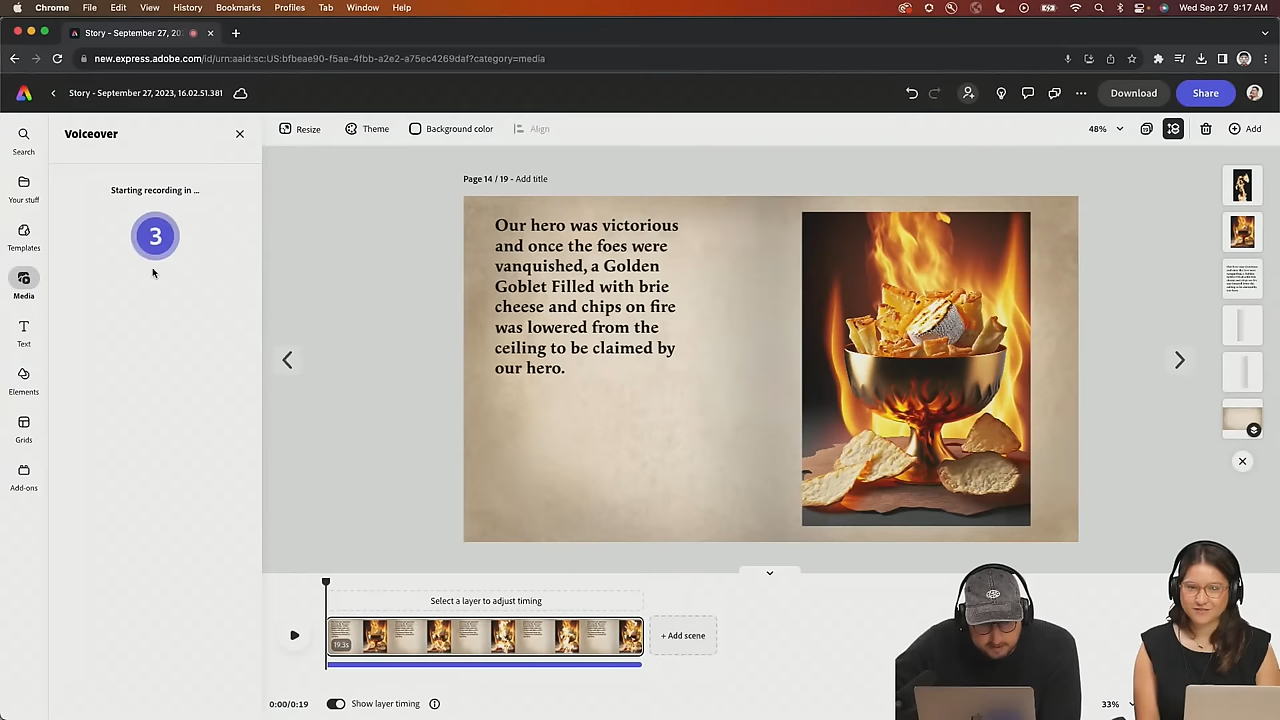 Chrome File Edit View History Bookmarks Profiles Tab Window Help Wed Sep 27 9:17 AM
Story - September 27, 202
new.express.adobe.com/id/urn:aaid:sc:US:bfbeae90-f5ae-4fbb-a2e2-a75ec4269daf?category=media
Story - September 27, 2023, 16.02.51.381
Download
Share
Search
Your stuff
Templates
Media
Text
Elements
Grids
Add-ons
Voiceover
Starting recording in ...
3
Resize Theme Background color Align 48% Add
Page 14 / 19 - Add title
Our hero was victorious
and once the foes were
vanquished, a Golden
Goblet Filled with brie
cheese and chips on fire
was lowered from the
ceiling to be claimed by
our hero.
Select a layer to adjust timing
19.3s
+ Add scene
0:00/0:19 Show layer timing 33%